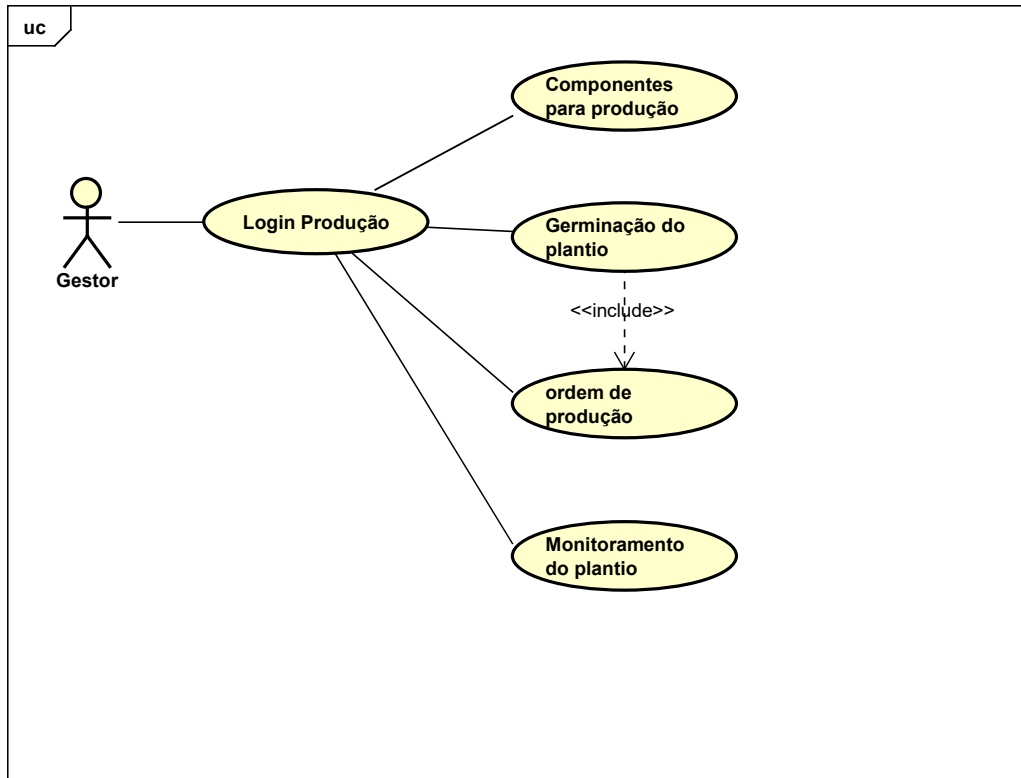 uc
Componentes
para produção
Login Produção
Germinação do
plantio
Gestor
<<include>>
ordem de
produção
Monitoramento
do plantio